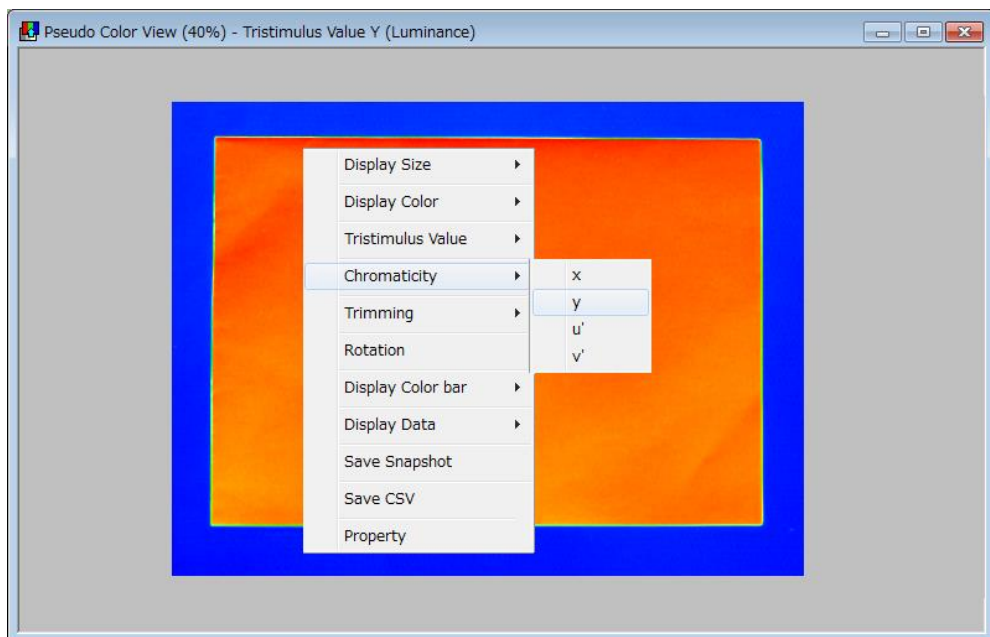 Pseudo Color View (40%) - Tristimulus Value Y (Luminance)
Display Size
Display Color
Tristimulus Value
Chromaticity
x
y
u'
v'
Trimming
Rotation
Display Color bar
Display Data
Save Snapshot
Save CSV
Property